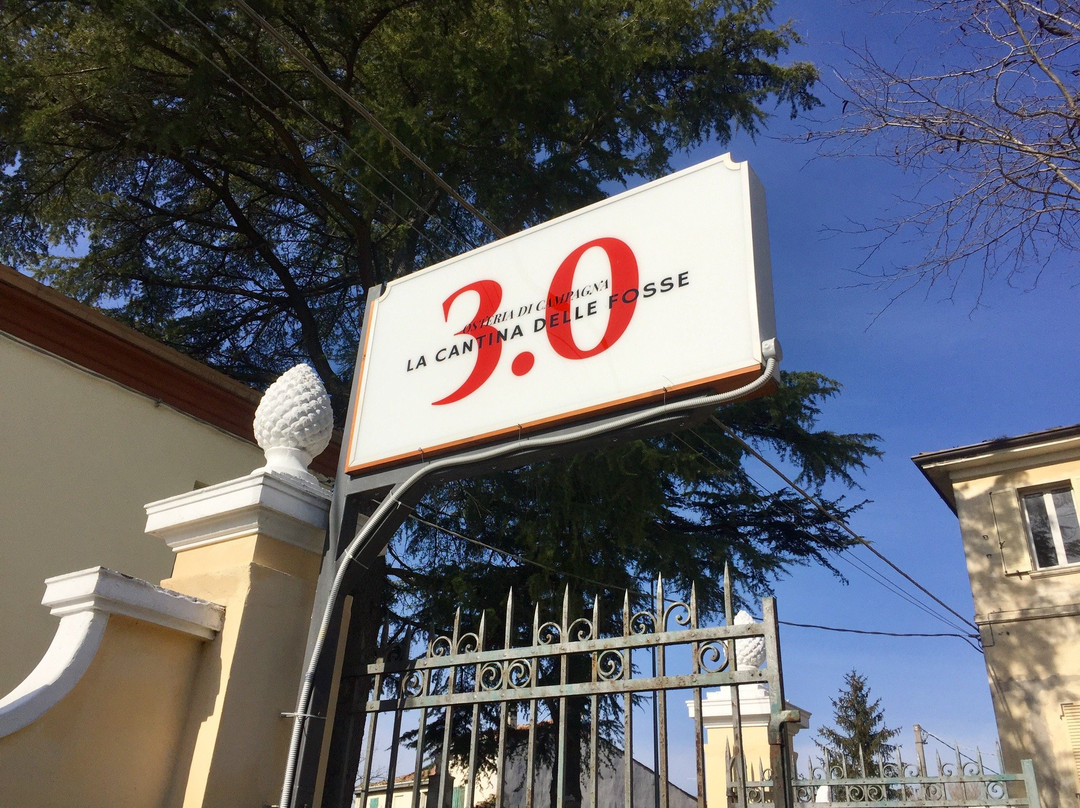 3.0
OSTERIA DI CAMPAGNA
LA CANTINA DELLE FOSSE